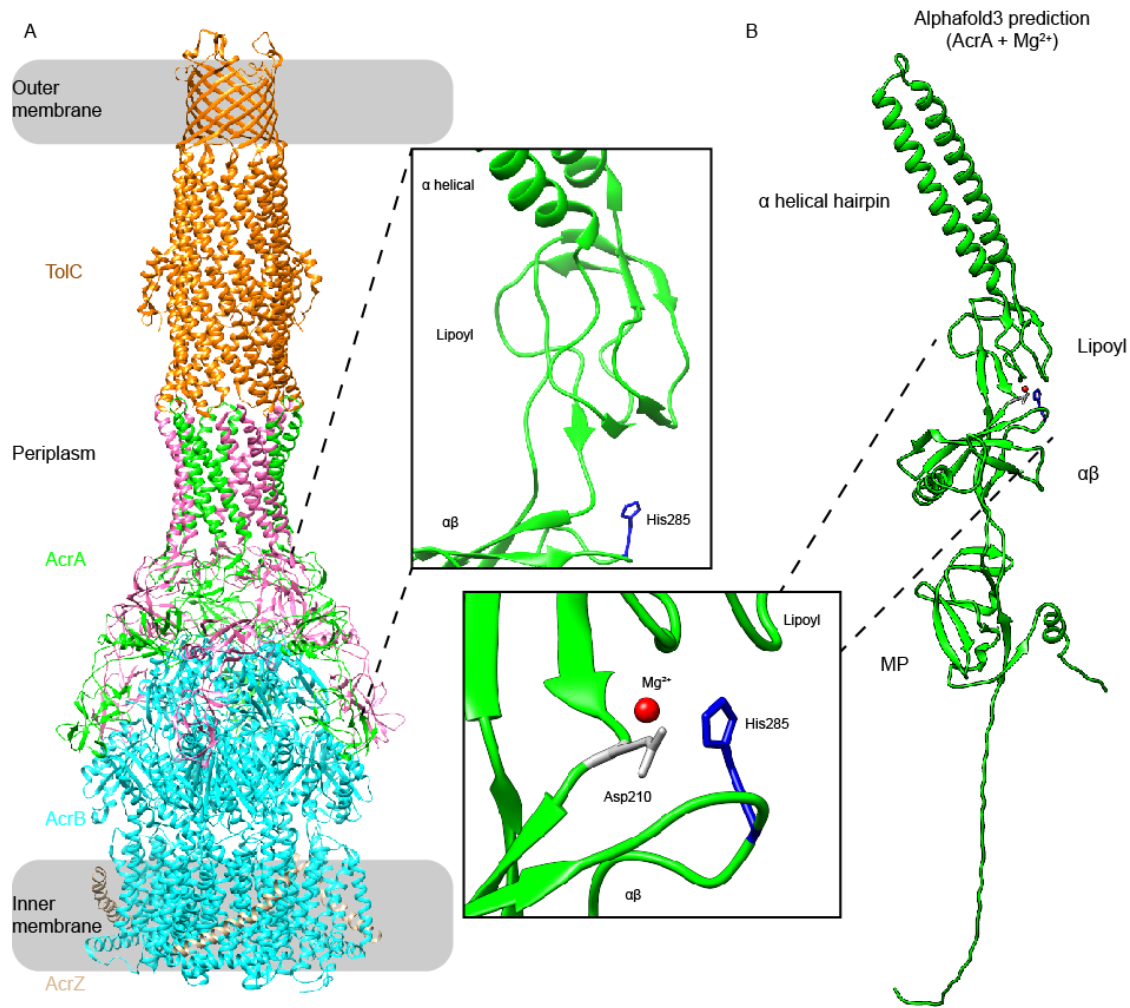 A
Outer
membrane
TolC
Periplasm
AcrA
AcrB
Inner
membrane
AcrZ
α helical
Lipoyl
αβ
His285
B
Alphafold3 prediction
(AcrA + Mg²⁺)
α helical hairpin
Lipoyl
αβ
MP
Lipoyl
Mg²⁺
His285
Asp210
αβ